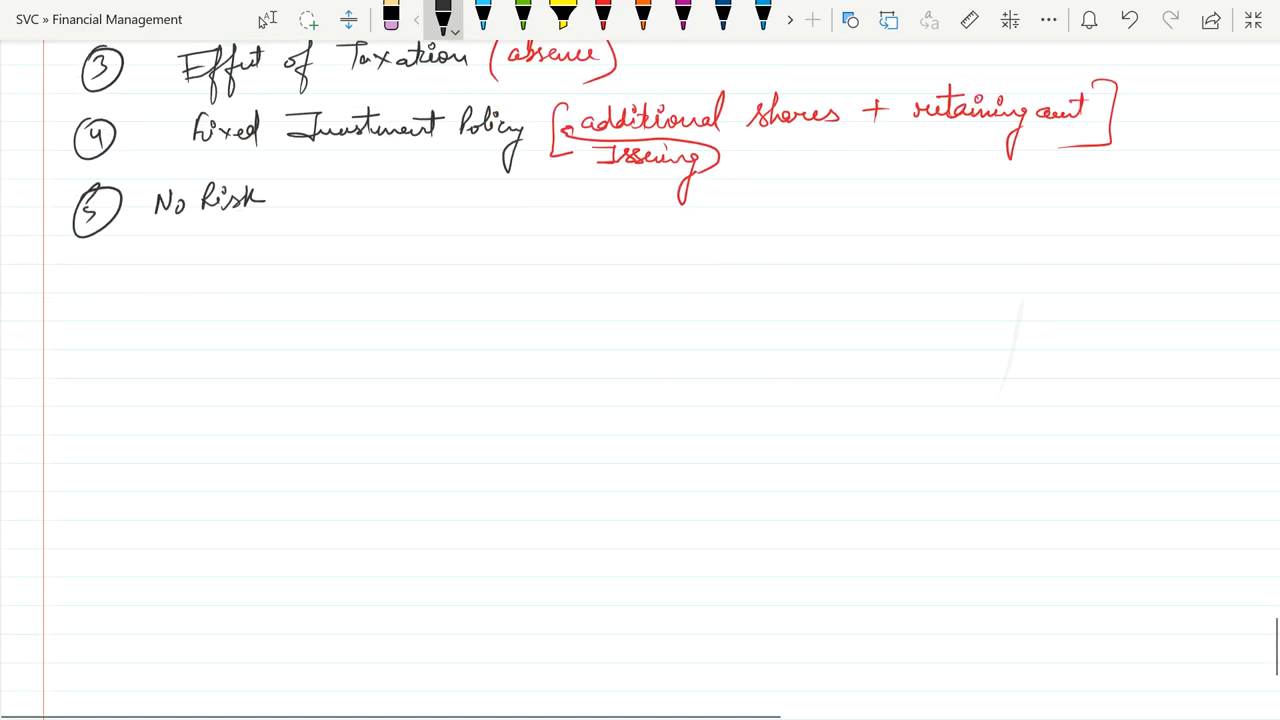 SVC » Financial Management
③ Effect of Taxation (absence)
④ Fixed Investment Policy [additional shares + retaining amt]
Issuing
⑤ No Risk